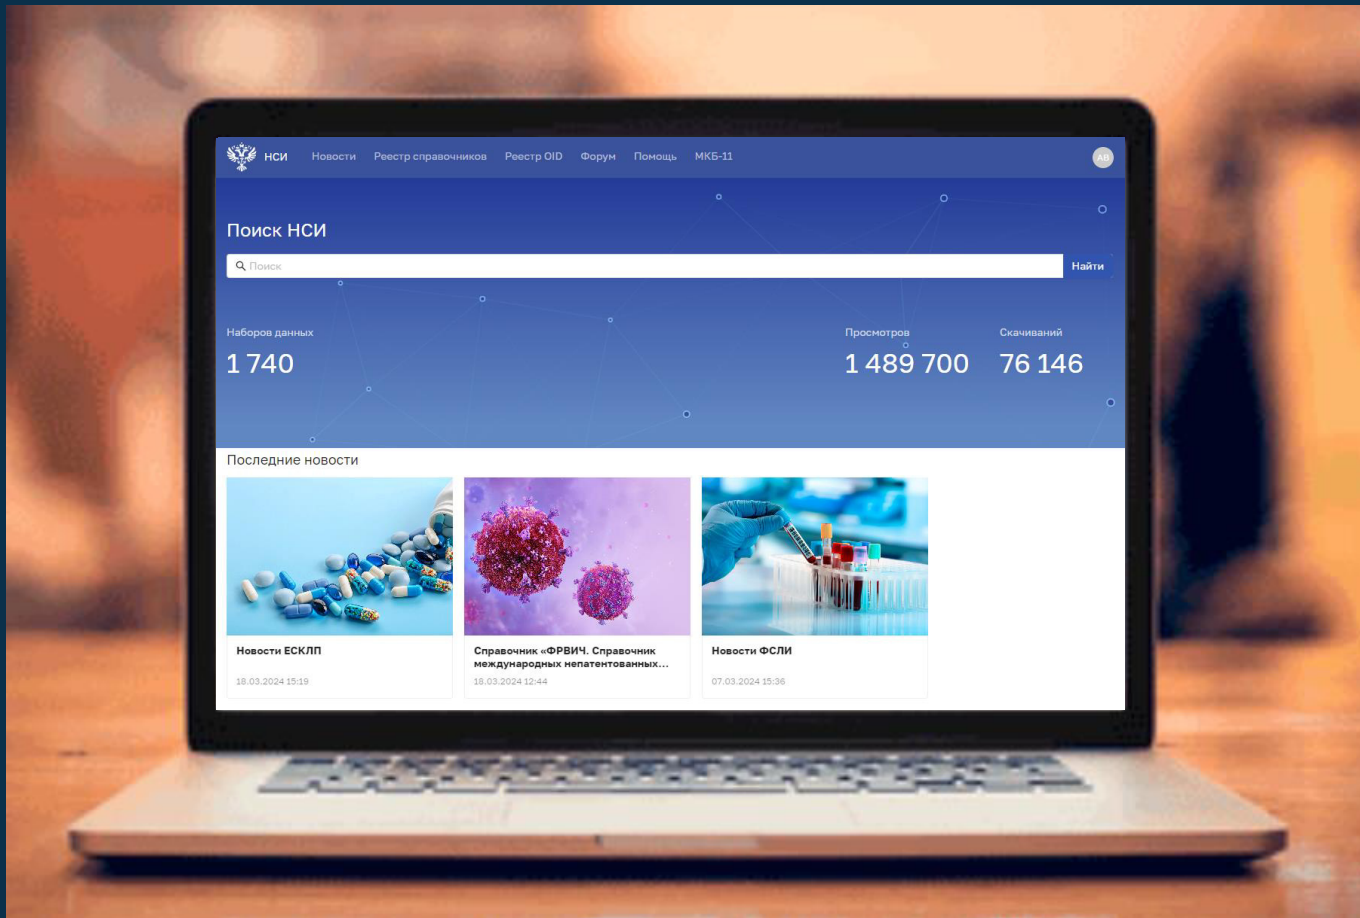 НСИ Новости Реестр справочников Реестр OID Форум Помощь МКБ-11 АВ
Поиск НСИ
Поиск Найти
Наборов данных Просмотров Скачиваний
1 740 1 489 700 76 146
Последние новости
Новости ЕСКЛП
18.03.2024 15:19
Справочник «ФРВИЧ. Справочник
международных непатентованных...
18.03.2024 12:44
Новости ФСЛИ
07.03.2024 15:36